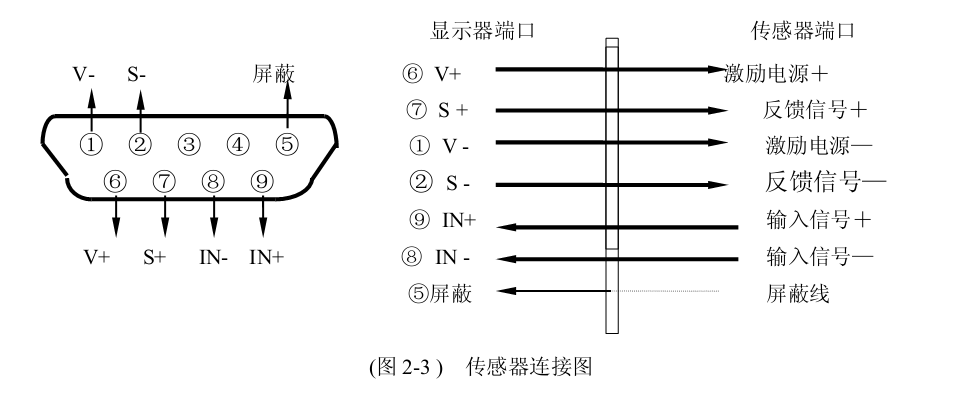 V- S- 屏蔽
① ② ③ ④ ⑤
⑥ ⑦ ⑧ ⑨
V+ S+ IN- IN+
显示器端口 传感器端口
⑥ V+ 激励电源＋
⑦ S + 反馈信号＋
① V - 激励电源—
② S - 反馈信号—
⑨ IN+ 输入信号＋
⑧ IN - 输入信号—
⑤屏蔽 屏蔽线
(图 2-3 ) 传感器连接图